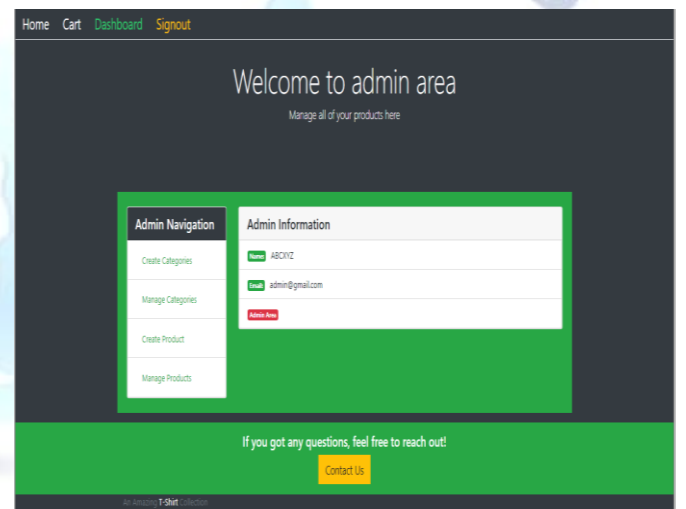 Home Cart Dashboard Signout
Welcome to admin area
Manage all of your products here
Admin Navigation
Create Categories
Manage Categories
Create Product
Manage Products
Admin Information
Name: ABCXYZ
Email: admin@gmail.com
Admin Area
If you got any questions, feel free to reach out!
Contact Us
An Amazing T-Shirt Collection